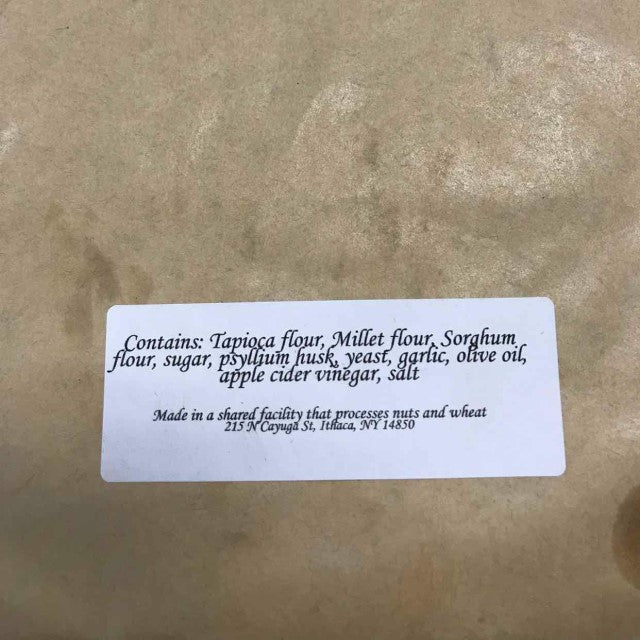 Contains: Tapioca flour, Millet flour, Sorghum
flour, sugar, psyllium husk, yeast, garlic, olive oil,
apple cider vinegar, salt
Made in a shared facility that processes nuts and wheat
215 N Cayuga St, Ithaca, NY 14850